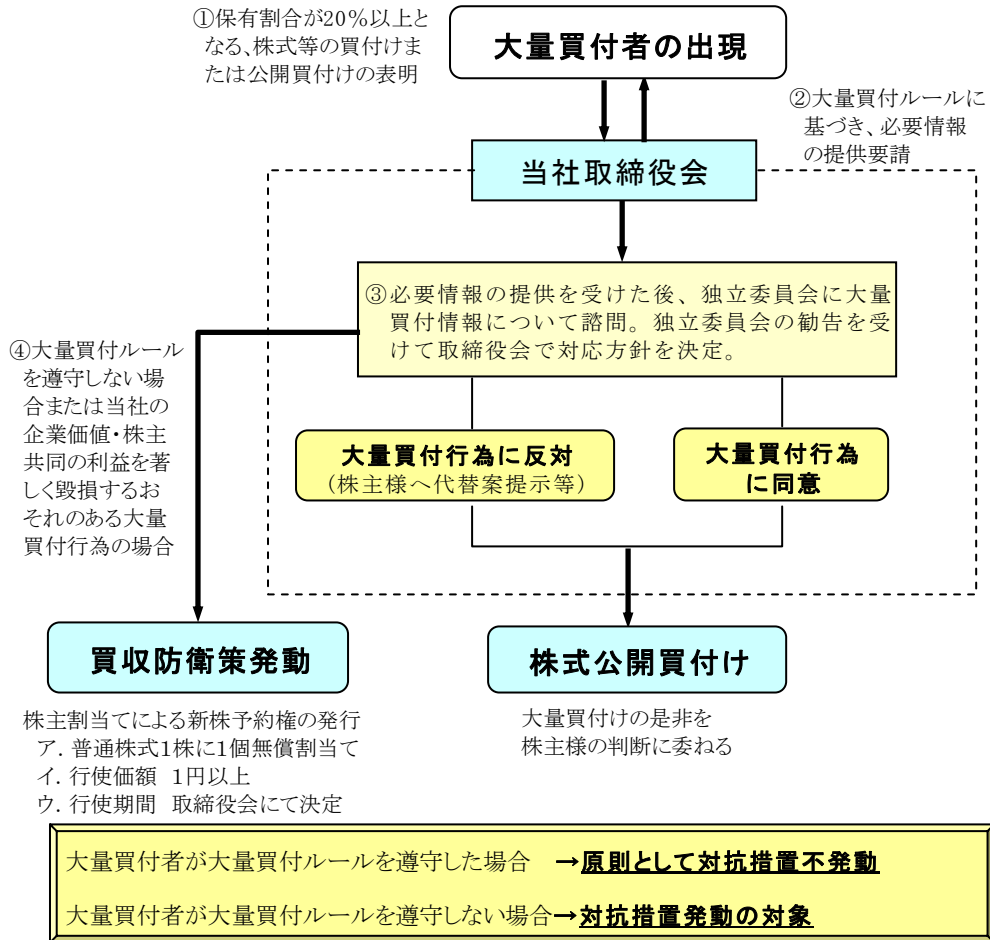 ①保有割合が20％以上と
なる、株式等の買付けま
たは公開買付けの表明
大量買付者の出現
②大量買付ルールに
基づき、必要情報
の提供要請
当社取締役会
③必要情報の提供を受けた後、独立委員会に大量
買付情報について諮問。独立委員会の勧告を受
けて取締役会で対応方針を決定。
④大量買付ルール
を遵守しない場
合または当社の
企業価値・株主
共同の利益を著
しく毀損するお
それのある大量
買付行為の場合
大量買付行為に反対
（株主様へ代替案提示等）
大量買付行為
に同意
買収防衛策発動
株式公開買付け
株主割当てによる新株予約権の発行
ア．普通株式1株に1個無償割当て
イ．行使価額 1円以上
ウ．行使期間 取締役会にて決定
大量買付けの是非を
株主様の判断に委ねる
大量買付者が大量買付ルールを遵守した場合 →原則として対抗措置不発動
大量買付者が大量買付ルールを遵守しない場合→対抗措置発動の対象